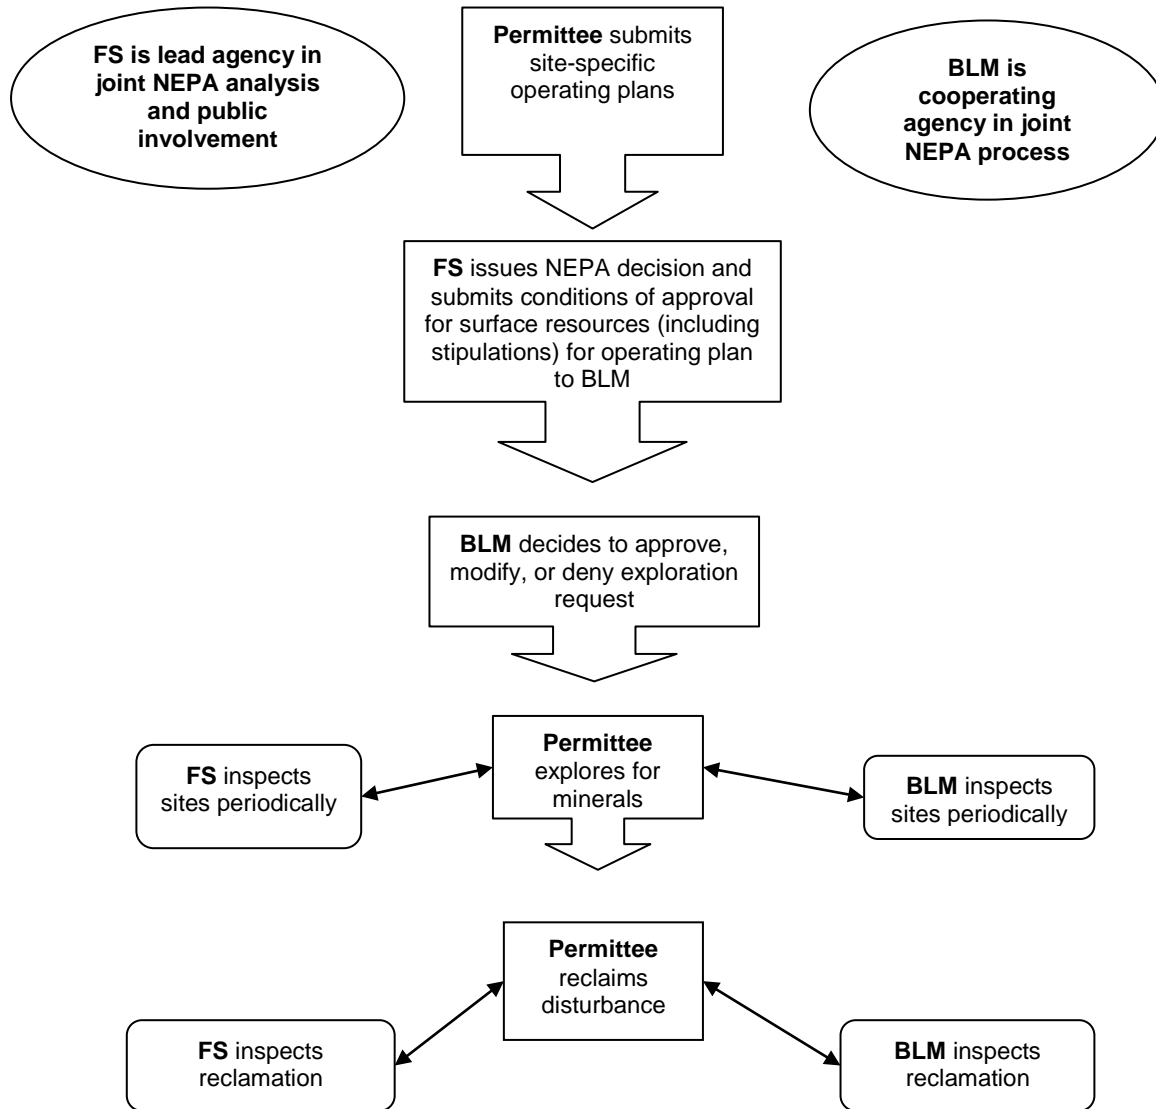 FS is lead agency in
joint NEPA analysis
and public
involvement
Permittee submits
site-specific
operating plans
BLM is
cooperating
agency in joint
NEPA process
FS issues NEPA decision and
submits conditions of approval
for surface resources (including
stipulations) for operating plan
to BLM
BLM decides to approve,
modify, or deny exploration
request
Permittee
explores for
minerals
FS inspects
sites periodically
BLM inspects
sites periodically
Permittee
reclaims
disturbance
FS inspects
reclamation
BLM inspects
reclamation